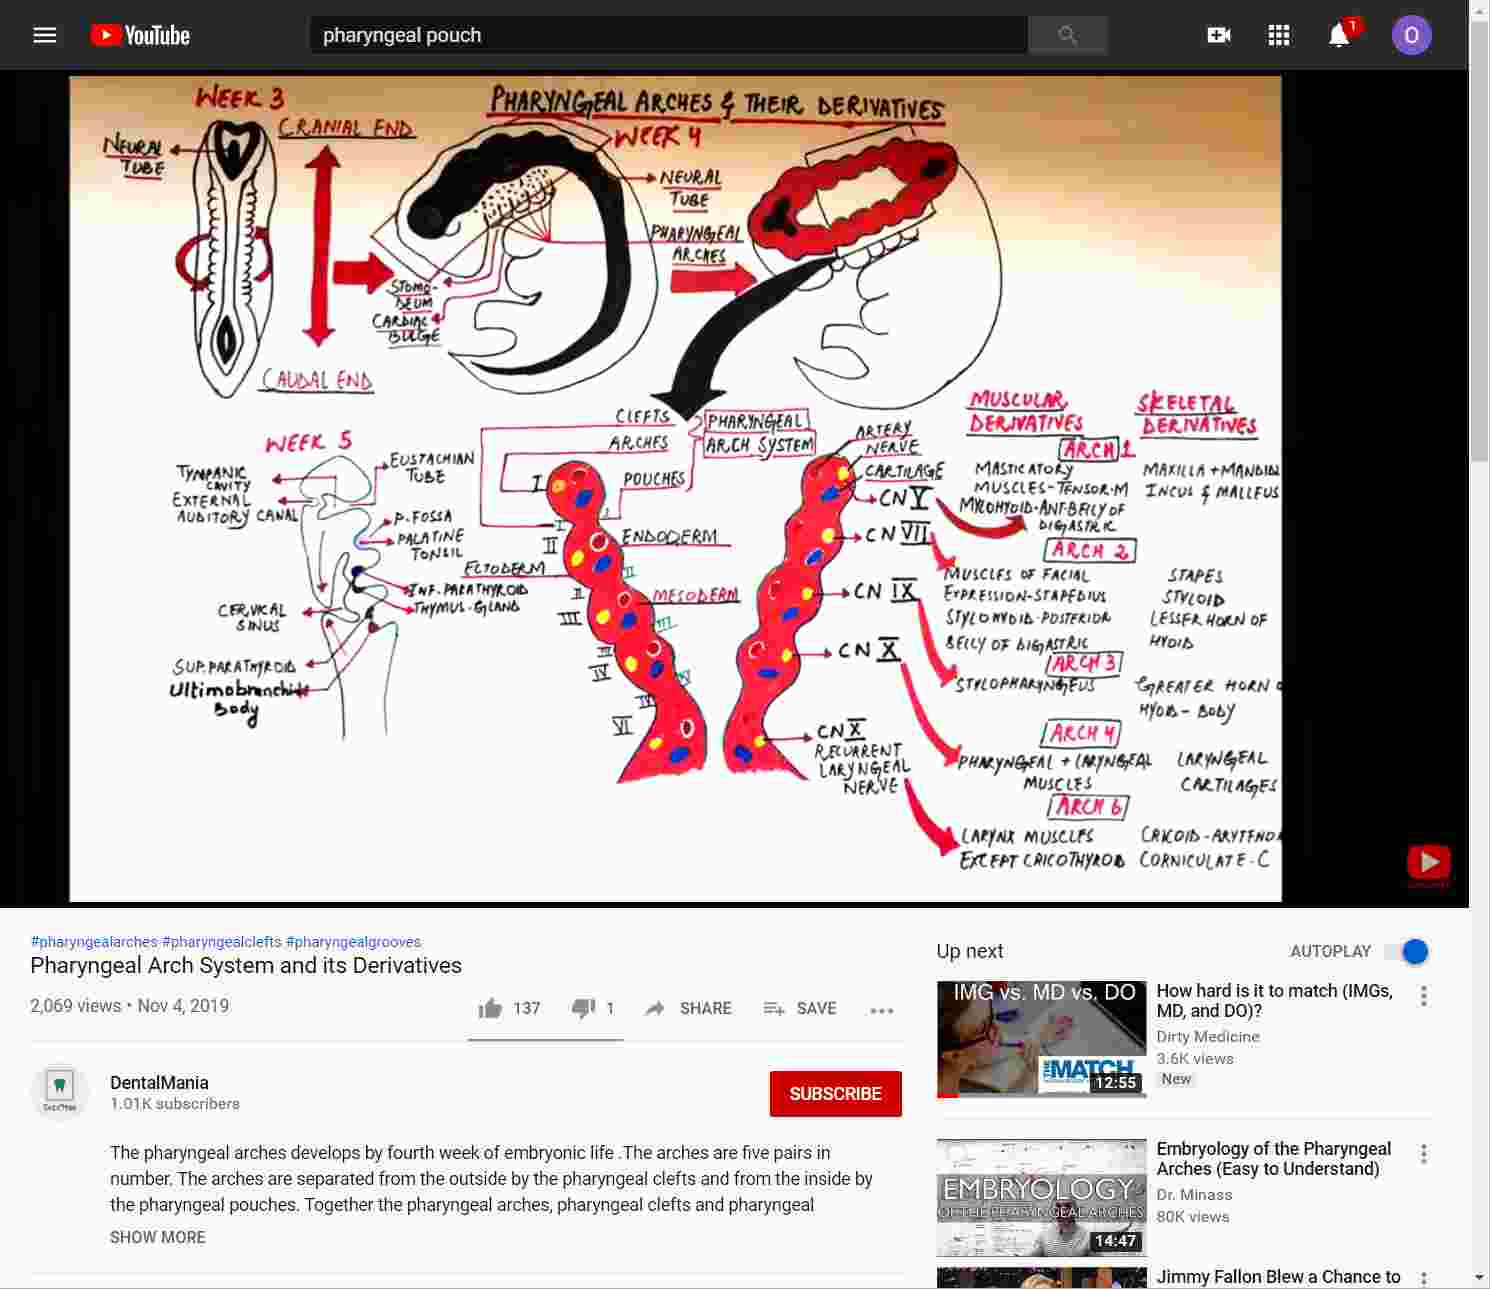 YouTube
pharyngeal pouch
1
O
WEEK 3
PHARYNGEAL ARCHES & THEIR DERIVATIVES
CRANIAL END
WEEK 4
NEURAL
TUBE
NEURAL
TUBE
PHARYNGEAL
ARCHES
STOMO-
DEUM
CARDIAC
BULGE
CAUDAL END
WEEK 5
TYMPANIC
CAVITY
EUSTACHIAN
TUBE
EXTERNAL
AUDITORY CANAL
P. FOSSA
PALATINE
TONSIL
INF. PARATHYROID
THYMUS-GLAND
CERVICAL
SINUS
SUP. PARATHYROID
Ultimobranchial
Body
CLEFTS
ARCHES
POUCHES
PHARYNGEAL
ARCH SYSTEM
I
I
II
ENDODERM
ECTODERM
II
II
MESODERM
III
III
III
IV
IV
IV
VI
ARTERY
NERVE
CARTILAGE
CN V
CN VII
CN IX
CN X
CN X
RECURRENT
LARYNGEAL
NERVE
MUSCULAR
DERIVATIVES
SKELETAL
DERIVATIVES
ARCH 1
MASTICATORY
MUSCLES-TENSOR-M
MYLOHYOID-ANT-BELLY OF
DIGASTRIC
MAXILLA + MANDIB
INCUS & MALLEUS
ARCH 2
MUSCLES OF FACIAL
EXPRESSION-STAPEDIUS
STYLOHYOID-POSTERIOR
BELLY OF DIGASTRIC
STAPES
STYLOID
LESSER HORN OF
HYOID
ARCH 3
STYLOPHARYNGEUS
GREATER HORN O
HYOID - BODY
ARCH 4
PHARYNGEAL + LARYNGEAL
MUSCLES
LARYNGEAL
CARTILAGES
ARCH 6
LARYNX MUSCLES
EXCEPT CRICOTHYROID
CRICOID-ARYTENOI
CORNICULATE - C
#pharyngealarches #pharyngealclefts #pharyngealgrooves
Pharyngeal Arch System and its Derivatives
2,069 views • Nov 4, 2019
137
1
SHARE
SAVE
DentalMania
1.01K subscribers
SUBSCRIBE
The pharyngeal arches develops by fourth week of embryonic life .The arches are five pairs in
number. The arches are separated from the outside by the pharyngeal clefts and from the inside by
the pharyngeal pouches. Together the pharyngeal arches, pharyngeal clefts and pharyngeal
SHOW MORE
Up next
AUTOPLAY
IMG vs. MD vs. DO
THE MATCH
12:55
How hard is it to match (IMGs,
MD, and DO)?
Dirty Medicine
3.6K views
New
EMBRYOLOGY
OF THE PHARYNGEAL ARCHES
14:47
Embryology of the Pharyngeal
Arches (Easy to Understand)
Dr. Minass
80K views
Jimmy Fallon Blew a Chance to